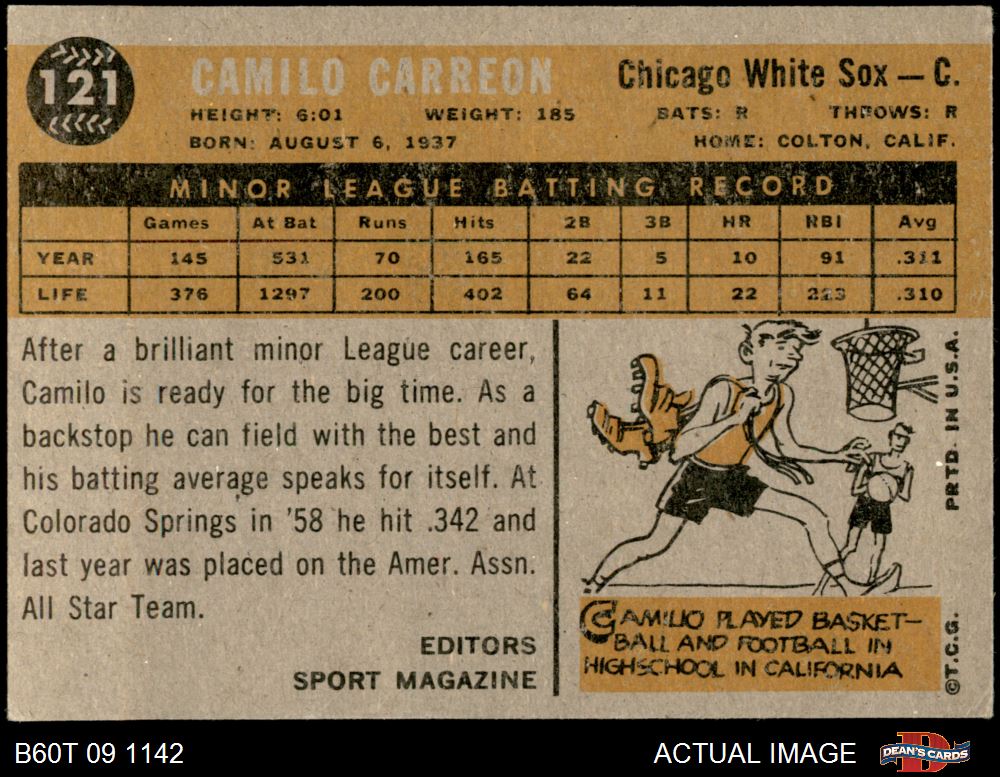 121
CAMILO CARREON
Chicago White Sox — C.
HEIGHT: 6:01 WEIGHT: 185 BATS: R THROWS: R
BORN: AUGUST 6, 1937 HOME: COLTON, CALIF.
MINOR LEAGUE BATTING RECORD
Games At Bat Runs Hits 2B 3B HR RBI Avg
YEAR 145 531 70 165 22 5 10 91 .311
LIFE 376 1297 200 402 64 11 22 223 .310
After a brilliant minor League career,
Camilo is ready for the big time. As a
backstop he can field with the best and
his batting average speaks for itself. At
Colorado Springs in '58 he hit .342 and
last year was placed on the Amer. Assn.
All Star Team.
EDITORS
SPORT MAGAZINE
CAMILIO PLAYED BASKET-
BALL AND FOOTBALL IN
HIGHSCHOOL IN CALIFORNIA
©T.C.G. PRTD. IN U.S.A.
B60T 09 1142
ACTUAL IMAGE
DEAN'S CARDS